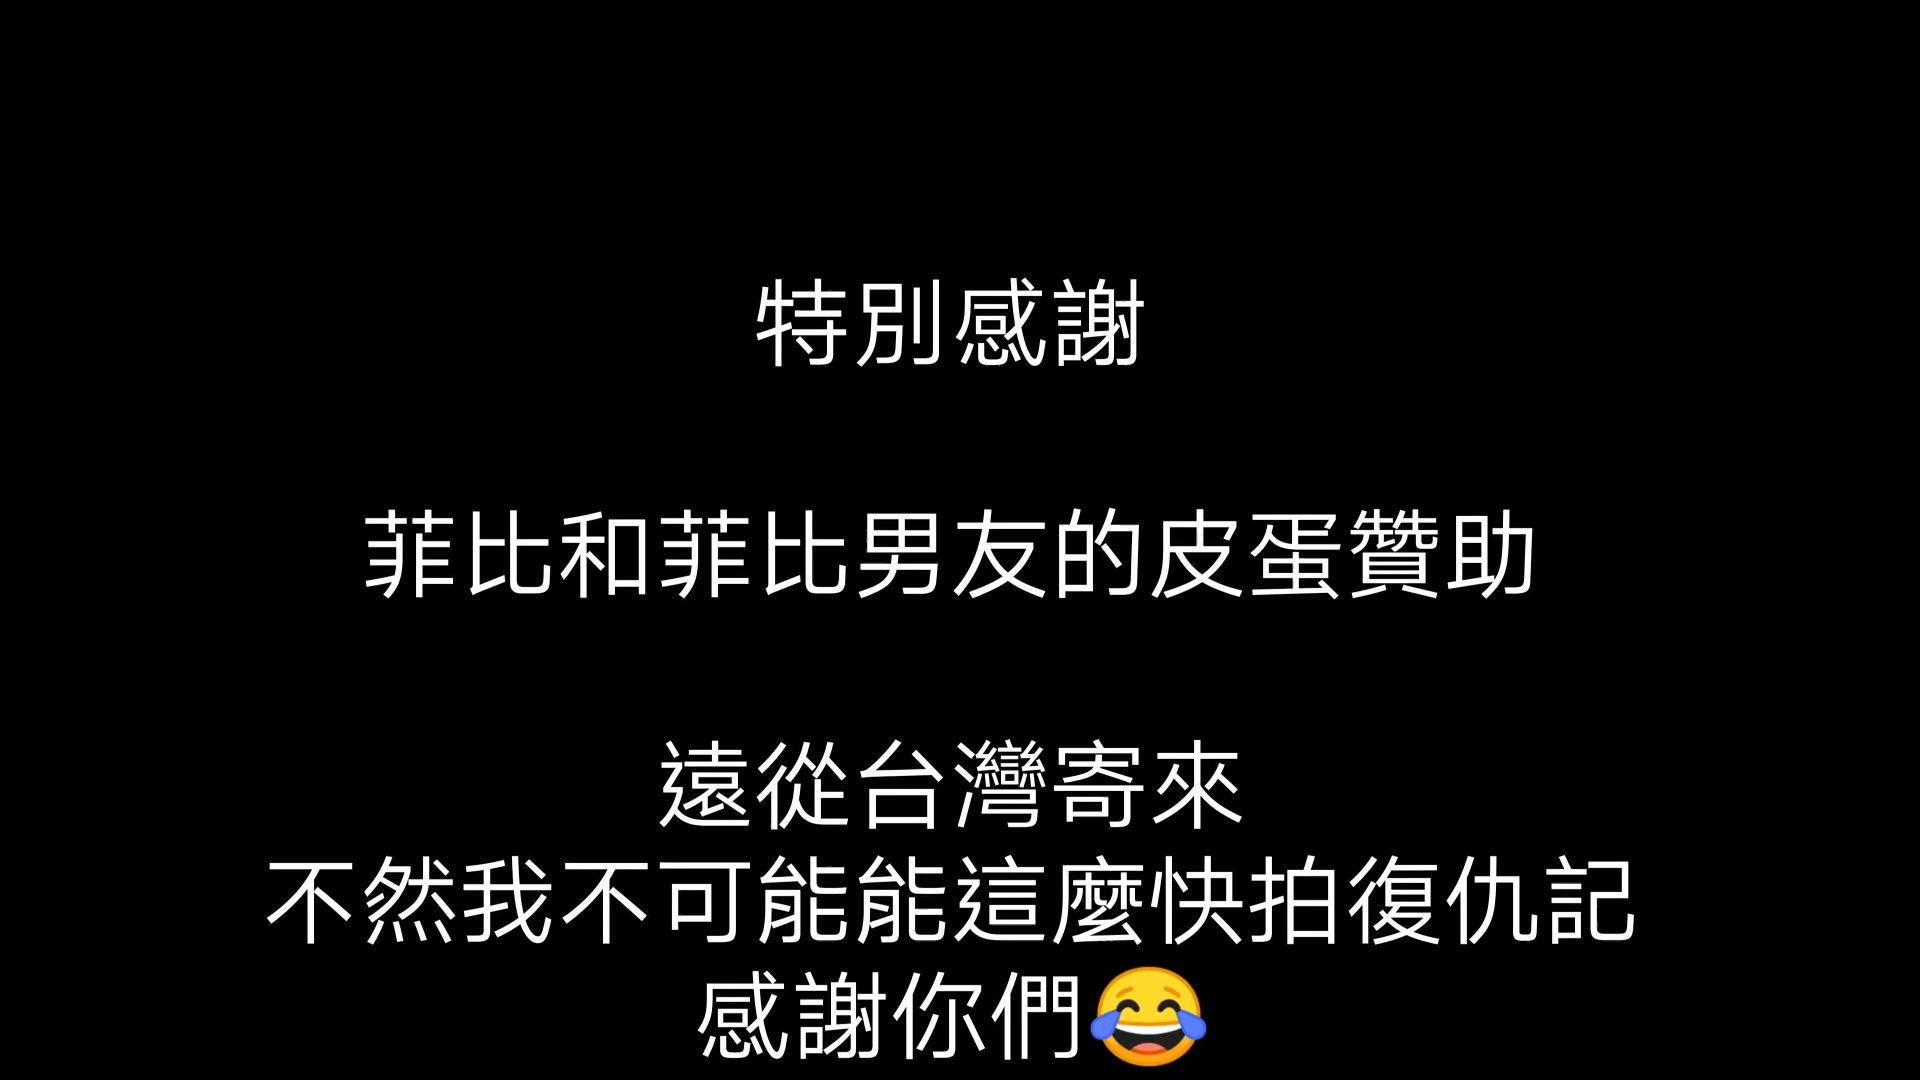 特別感謝
菲比和菲比男友的皮蛋贊助
遠從台灣寄來
不然我不可能能這麼快拍復仇記
感謝你們😂